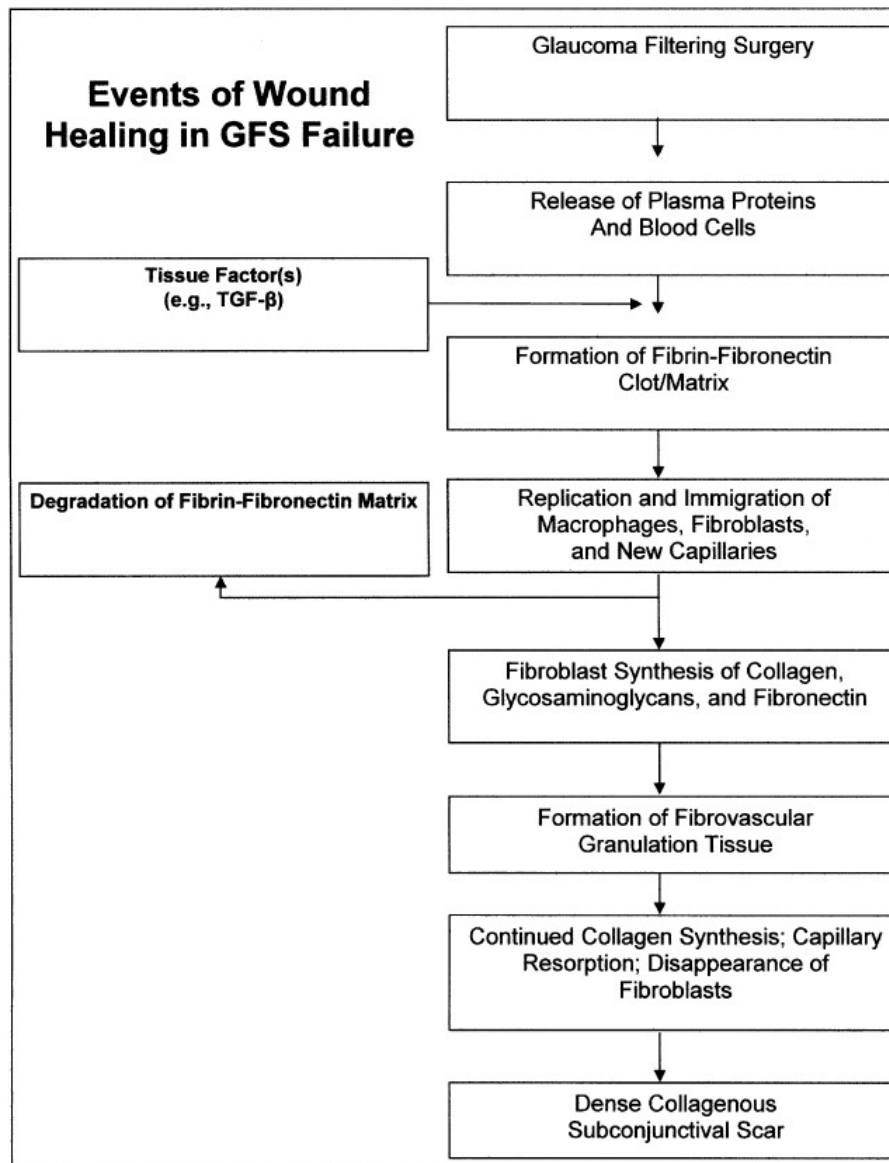 Glaucoma Filtering Surgery
Events of Wound
Healing in GFS Failure
Release of Plasma Proteins
And Blood Cells
Tissue Factor(s)
(e.g., TGF-β)
Formation of Fibrin-Fibronectin
Clot/Matrix
Degradation of Fibrin-Fibronectin Matrix
Replication and Immigration of
Macrophages, Fibroblasts,
and New Capillaries
Fibroblast Synthesis of Collagen,
Glycosaminoglycans, and Fibronectin
Formation of Fibrovascular
Granulation Tissue
Continued Collagen Synthesis; Capillary
Resorption; Disappearance of
Fibroblasts
Dense Collagenous
Subconjunctival Scar